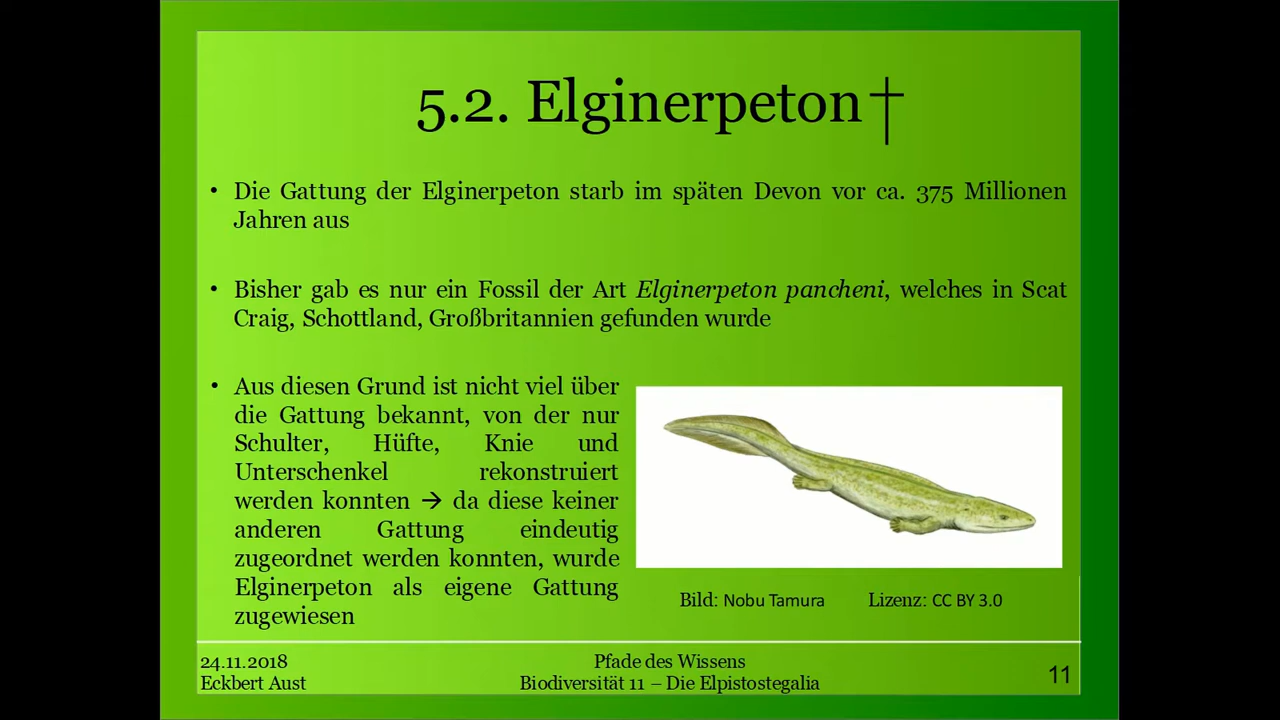 5.2. Elginerpeton†
• Die Gattung der Elginerpeton starb im späten Devon vor ca. 375 Millionen
Jahren aus
• Bisher gab es nur ein Fossil der Art Elginerpeton pancheni, welches in Scat
Craig, Schottland, Großbritannien gefunden wurde
• Aus diesen Grund ist nicht viel über
die Gattung bekannt, von der nur
Schulter, Hüfte, Knie und
Unterschenkel rekonstruiert
werden konnten → da diese keiner
anderen Gattung eindeutig
zugeordnet werden konnten, wurde
Elginerpeton als eigene Gattung
zugewiesen
Bild: Nobu Tamura Lizenz: CC BY 3.0
24.11.2018
Eckbert Aust
Pfade des Wissens
Biodiversität 11 – Die Elpistostegalia
11